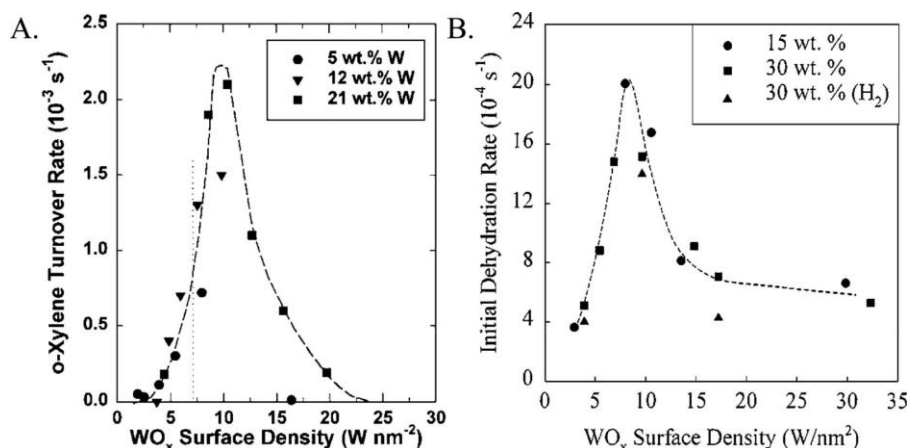 A.
o-Xylene Turnover Rate (10⁻³ s⁻¹)
2.5
2.0
1.5
1.0
0.5
0.0
5 wt.% W
12 wt.% W
21 wt.% W
0 5 10 15 20 25 30
WOₓ Surface Density (W nm⁻²)
B.
Initial Dehydration Rate (10⁻⁴ s⁻¹)
24
20
16
12
8
4
0
15 wt. %
30 wt. %
30 wt. % (H₂)
0 5 10 15 20 25 30 35
WOₓ Surface Density (W/nm²)